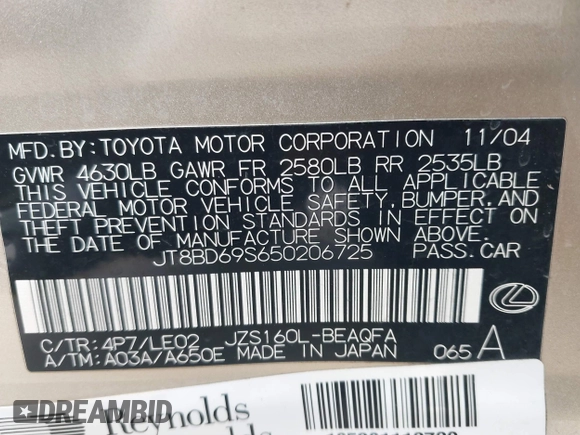 MFD.BY:TOYOTA MOTOR CORPORATION 11/04
GVWR 4630LB GAWR FR 2580LB RR 2535LB
THIS VEHICLE CONFORMS TO ALL APPLICABLE
FEDERAL MOTOR VEHICLE SAFETY,BUMPER,AND
THEFT PREVENTION STANDARDS IN EFFECT ON
THE DATE OF MANUFACTURE SHOWN ABOVE.
JT8BD69S650206725 PASS.CAR
C/TR:4P7/LE02 JZS160L-BEAQFA
A/TM:A03A/A650E MADE IN JAPAN 065 A
Reynolds
DREAMBID